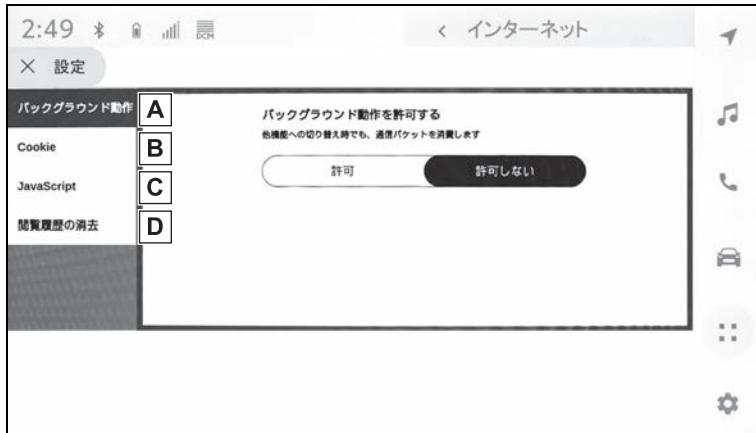 2:49 DCM インターネット
設定
バックグラウンド動作 A
Cookie B
JavaScript C
閲覧履歴の消去 D
バックグラウンド動作を許可する
他機能への切り替え時でも、通信パケットを消費します
許可 許可しない